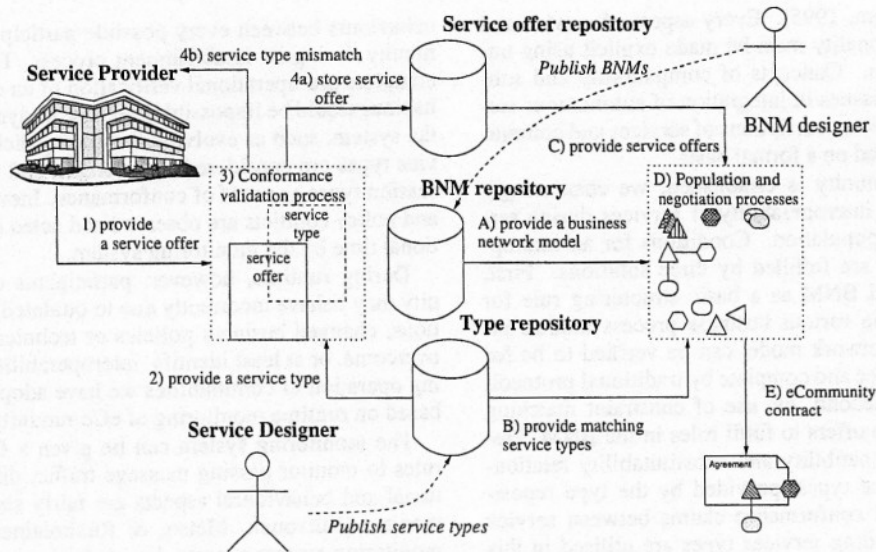 Service offer repository
4b) service type mismatch
Publish BNMs
Service Provider
4a) store service
offer
BNM designer
C) provide service offers
3) Conformance
validation process
BNM repository
D) Population and
negotiation processes
service
type
1) provide
a service offer
A) provide a business
network model
service
offer
Type repository
2) provide a service type
E) eCommunity
contract
B) provide matching
service types
Service Designer
Agreement
Publish service types